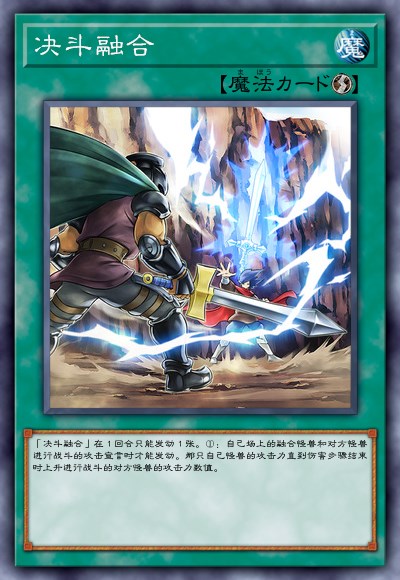 决斗融合
魔
【魔法カード
まほう
】
「决斗融合」在１回合只能发动１张。①：自己场上的融合怪兽和对方怪兽
进行战斗的攻击宣言时才能发动。那只自己怪兽的攻击力直到伤害步骤结束
时上升进行战斗的对方怪兽的攻击力数值。